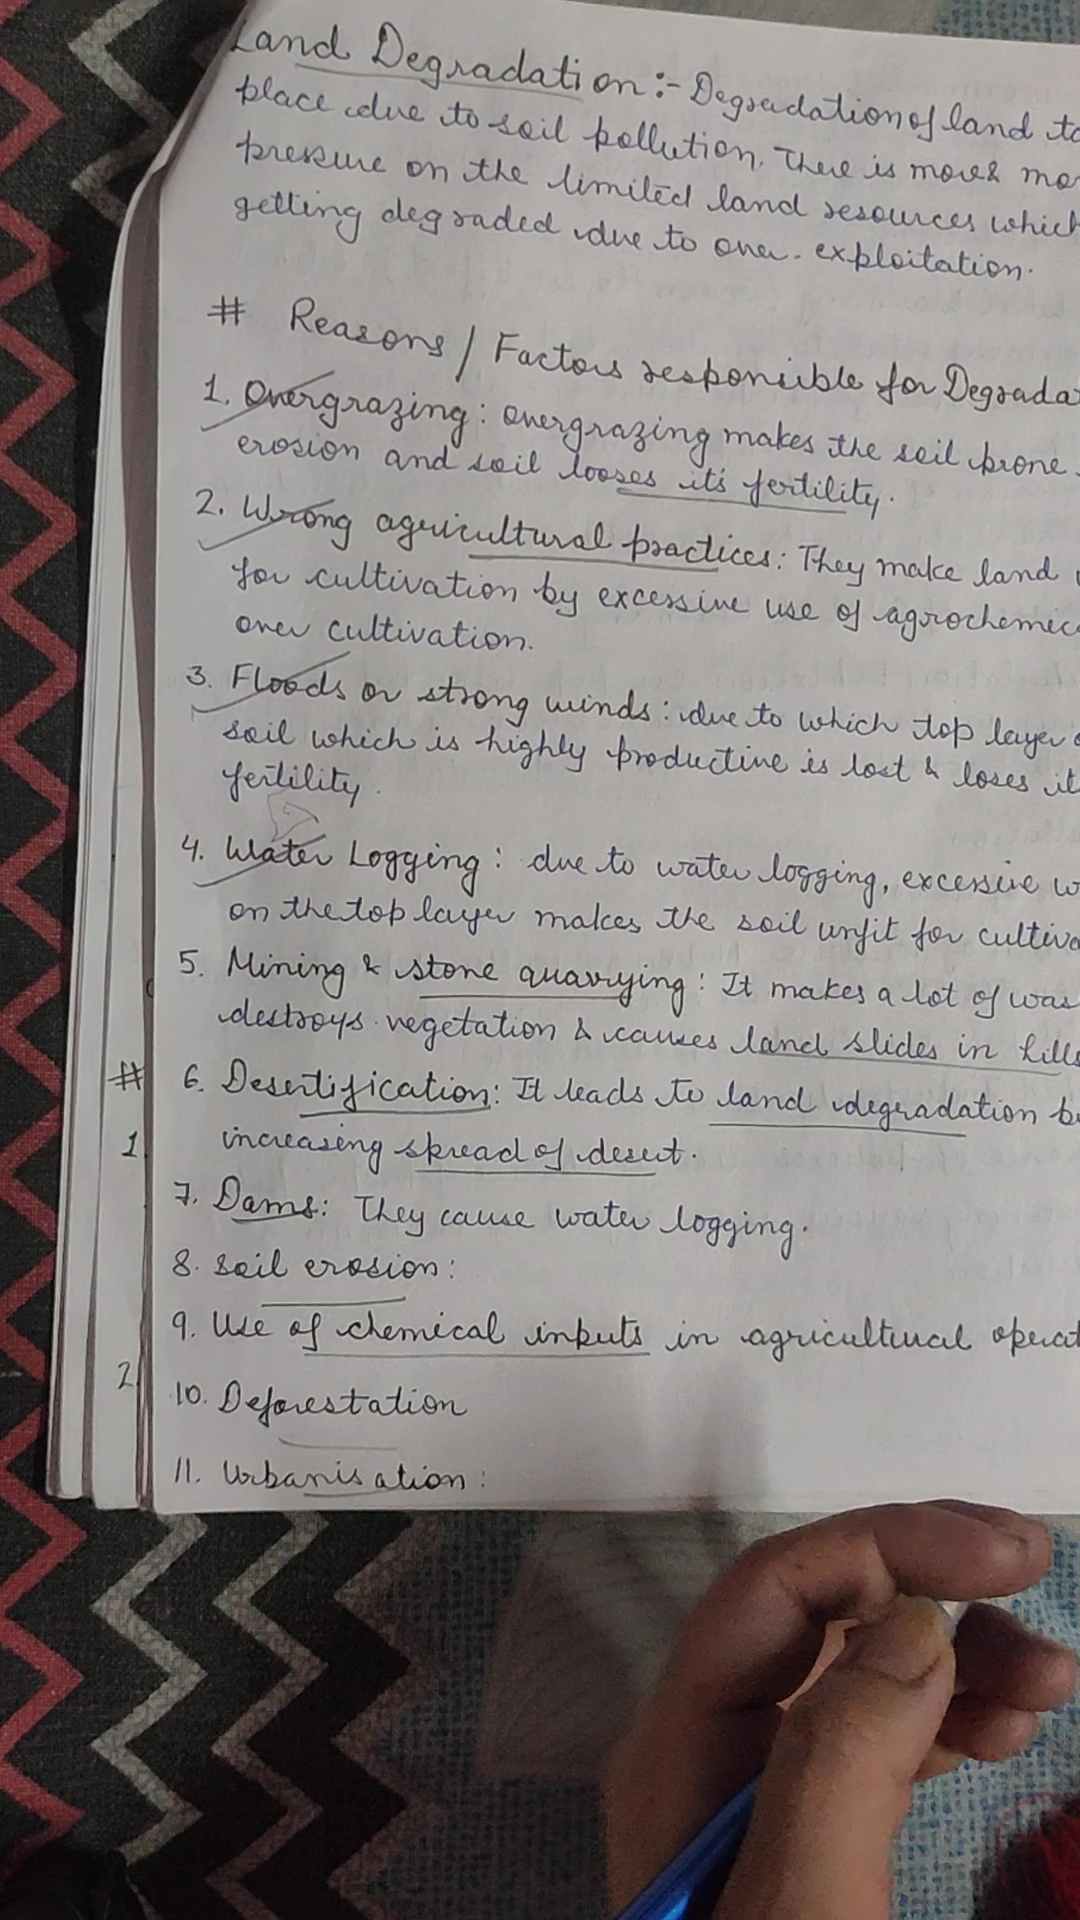 Land Degradation :- Degradation of land
place due to soil pollution. There is more &
pressure on the limited land resources which
getting degraded due to over-exploitation.
# Reasons / Factors responsible for
1. Overgrazing : overgrazing makes the soil prone
erosion and soil looses it's fertility.
2. Wrong agricultural practices : They make land
for cultivation by excessive use of
over cultivation.
3. Floods or strong winds : due to which top layer
soil which is highly productive is lost & loses
fertility.
4. Water Logging : due to water logging, excessive
on the top layer makes the soil unfit for
5. Mining & stone quarrying : It makes a lot of
destroys vegetation & causes land slides in hills
# 6. Desertification : It leads to land degradation
1 increasing spread of desert.
7. Dams : They cause water logging.
8. Soil erosion :
9. Use of chemical inputs in agricultural
2 10. Deforestation
11. Urbanisation :